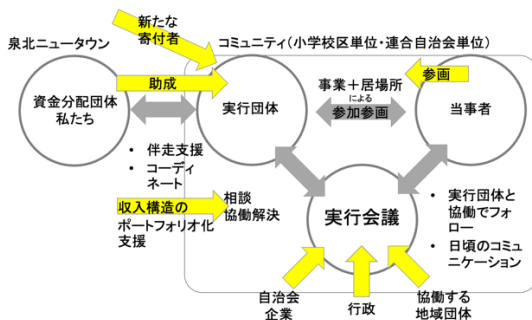 新たな
寄付者
泉北ニュータウン
コミュニティ(小学校区単位・連合自治会単位)
助成
資金分配団体
私たち
実行団体
事業＋居場所
による
参加参画
参画
当事者
• 伴走支援
• コーディ
ネート
収入構造の
ポートフォリオ化
支援
相談
協働解決
実行会議
• 実行団体と
協働でフォ
ロー
• 日頃のコミュ
ニケーション
自治会
企業
行政
協働する
地域団体